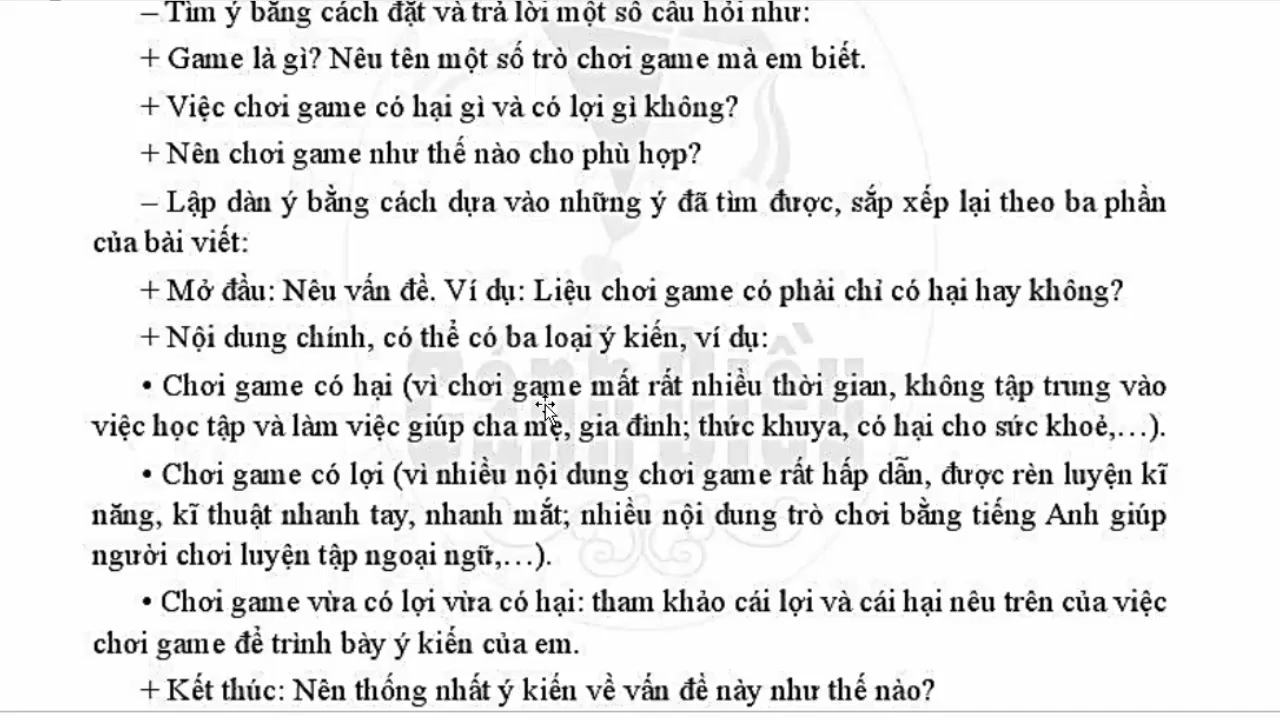 – Tìm ý bằng cách đặt và trả lời một số câu hỏi như:
+ Game là gì? Nêu tên một số trò chơi game mà em biết.
+ Việc chơi game có hại gì và có lợi gì không?
+ Nên chơi game như thế nào cho phù hợp?
– Lập dàn ý bằng cách dựa vào những ý đã tìm được, sắp xếp lại theo ba phần
của bài viết:
+ Mở đầu: Nêu vấn đề. Ví dụ: Liệu chơi game có phải chỉ có hại hay không?
+ Nội dung chính, có thể có ba loại ý kiến, ví dụ:
• Chơi game có hại (vì chơi game mất rất nhiều thời gian, không tập trung vào
việc học tập và làm việc giúp cha mẹ, gia đình; thức khuya, có hại cho sức khoẻ,…).
• Chơi game có lợi (vì nhiều nội dung chơi game rất hấp dẫn, được rèn luyện kĩ
năng, kĩ thuật nhanh tay, nhanh mắt; nhiều nội dung trò chơi bằng tiếng Anh giúp
người chơi luyện tập ngoại ngữ,…).
• Chơi game vừa có lợi vừa có hại: tham khảo cái lợi và cái hại nêu trên của việc
chơi game để trình bày ý kiến của em.
+ Kết thúc: Nên thống nhất ý kiến về vấn đề này như thế nào?
Cánh Diều